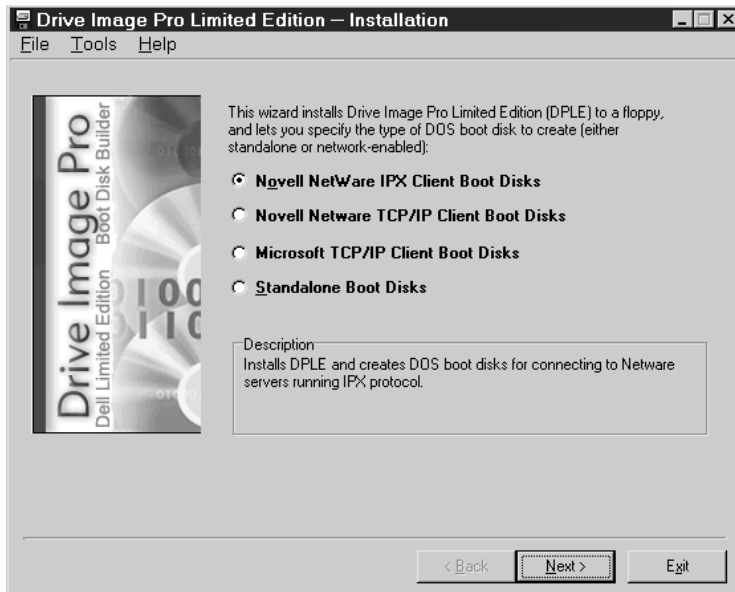 Drive Image Pro Limited Edition – Installation
File Tools Help
Drive Image Pro
Dell Limited Edition Boot Disk Builder
This wizard installs Drive Image Pro Limited Edition (DPLE) to a floppy,
and lets you specify the type of DOS boot disk to create (either
standalone or network-enabled):
Novell NetWare IPX Client Boot Disks
Novell Netware TCP/IP Client Boot Disks
Microsoft TCP/IP Client Boot Disks
Standalone Boot Disks
Description
Installs DPLE and creates DOS boot disks for connecting to Netware
servers running IPX protocol.
< Back Next > Exit